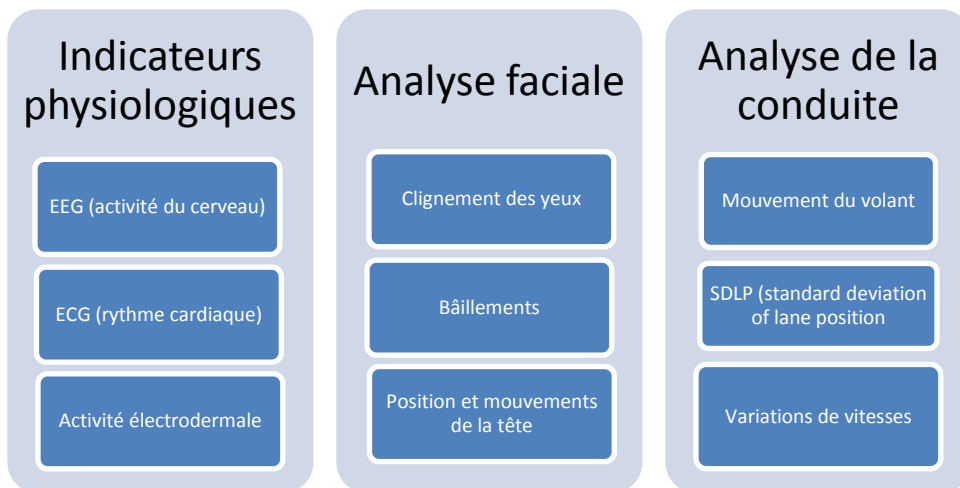 Indicateurs
physiologiques
EEG (activité du cerveau)
ECG (rythme cardiaque)
Activité électrodermale
Analyse faciale
Clignement des yeux
Bâillements
Position et mouvements
de la tête
Analyse de la
conduite
Mouvement du volant
SDLP (standard deviation
of lane position
Variations de vitesses